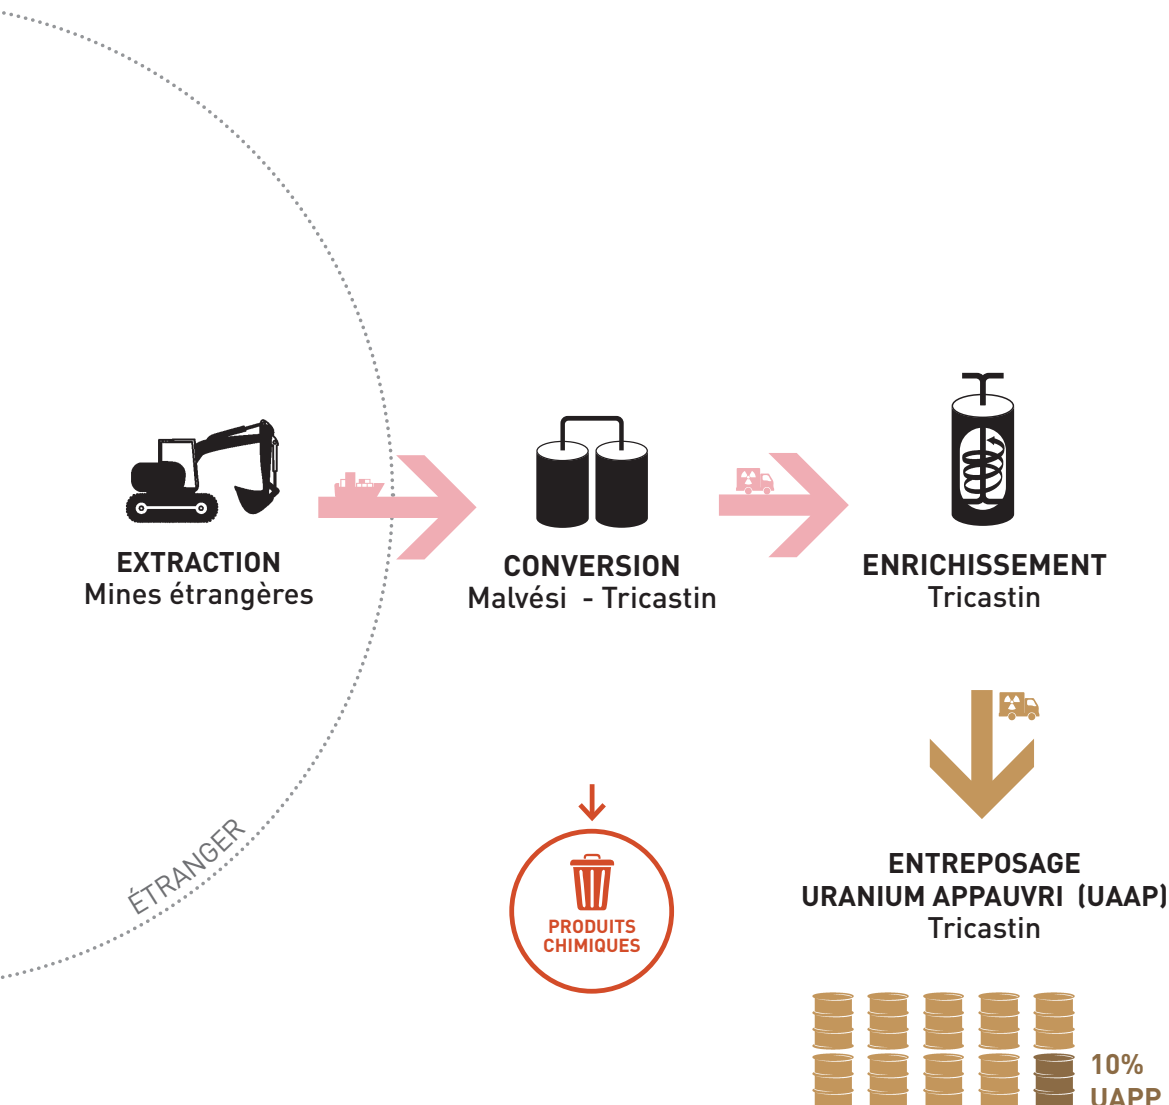 EXTRACTION
Mines étrangères
CONVERSION
Malvési - Tricastin
ENRICHISSEMENT
Tricastin
ÉTRANGER
PRODUITS
CHIMIQUES
ENTREPOSAGE
URANIUM APPAUVRI (UAAP)
Tricastin
10%
UAPP